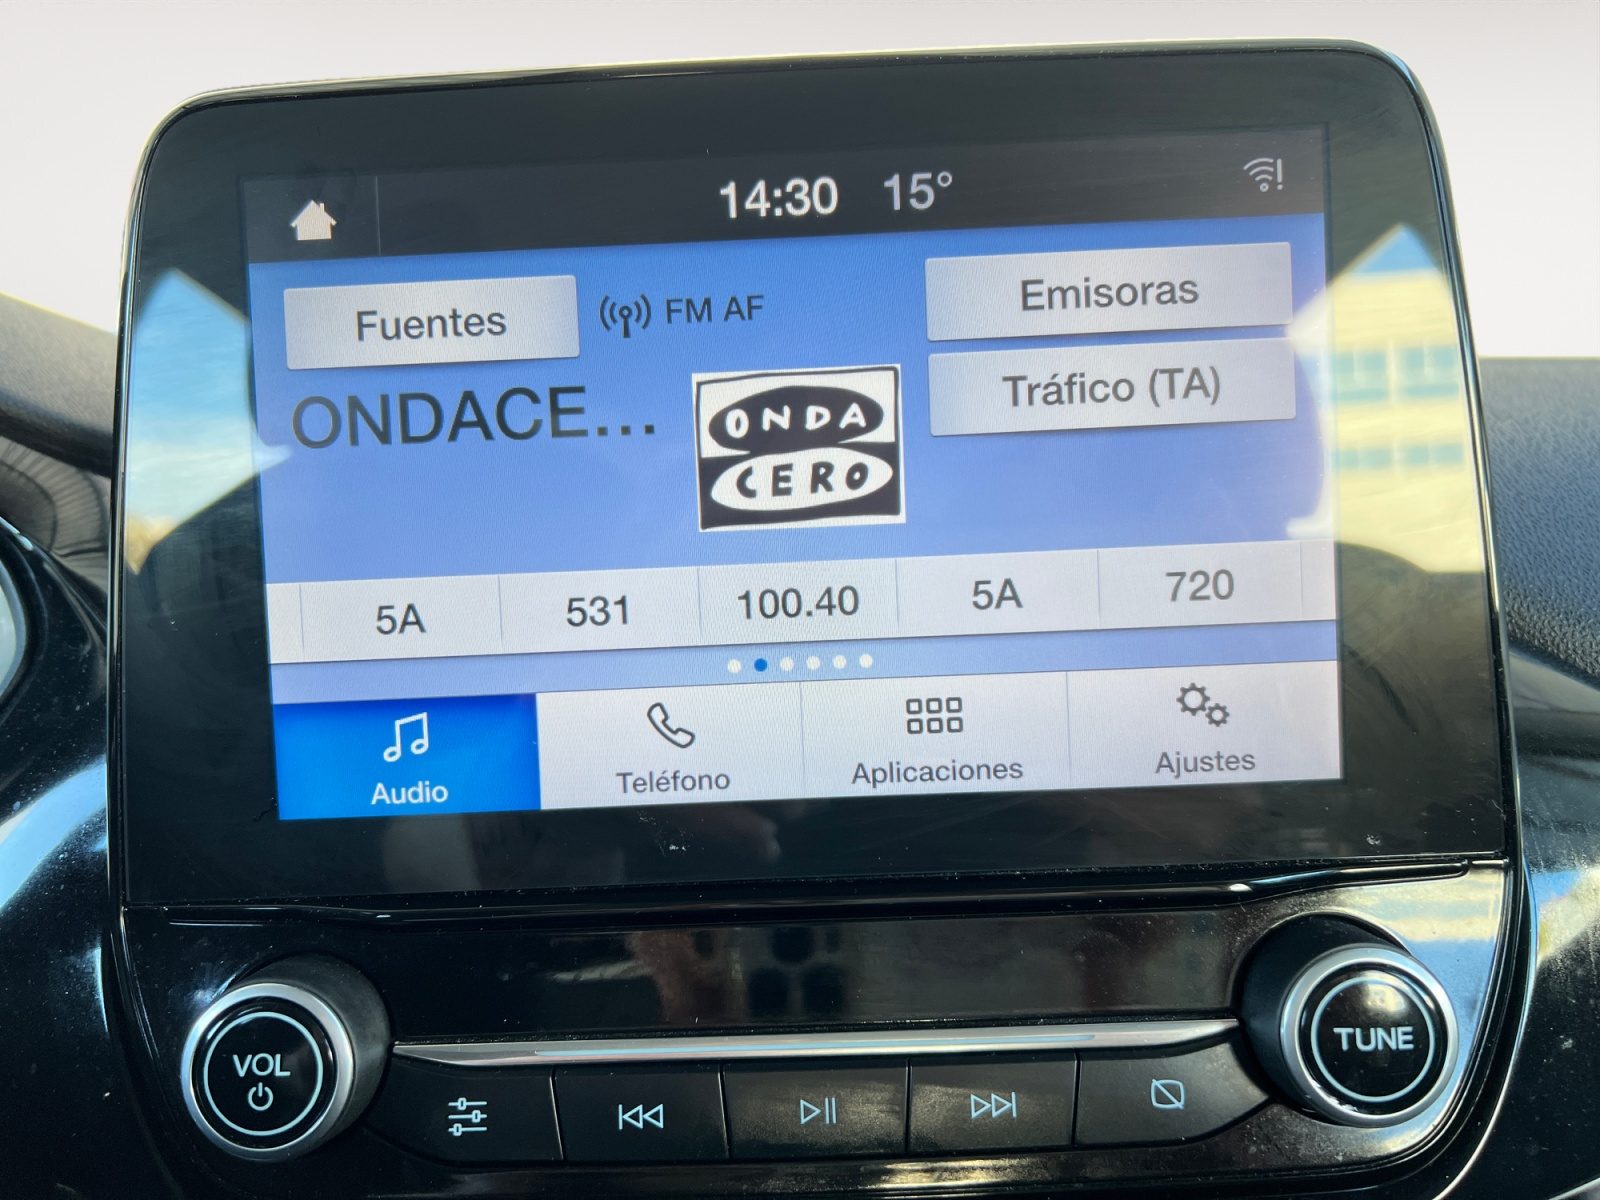 14:30 15°
Fuentes
FM AF
Emisoras
Tráfico (TA)
ONDACE...
ONDA
CERO
5A
531
100.40
5A
720
Audio
Teléfono
Aplicaciones
Ajustes
VOL
TUNE